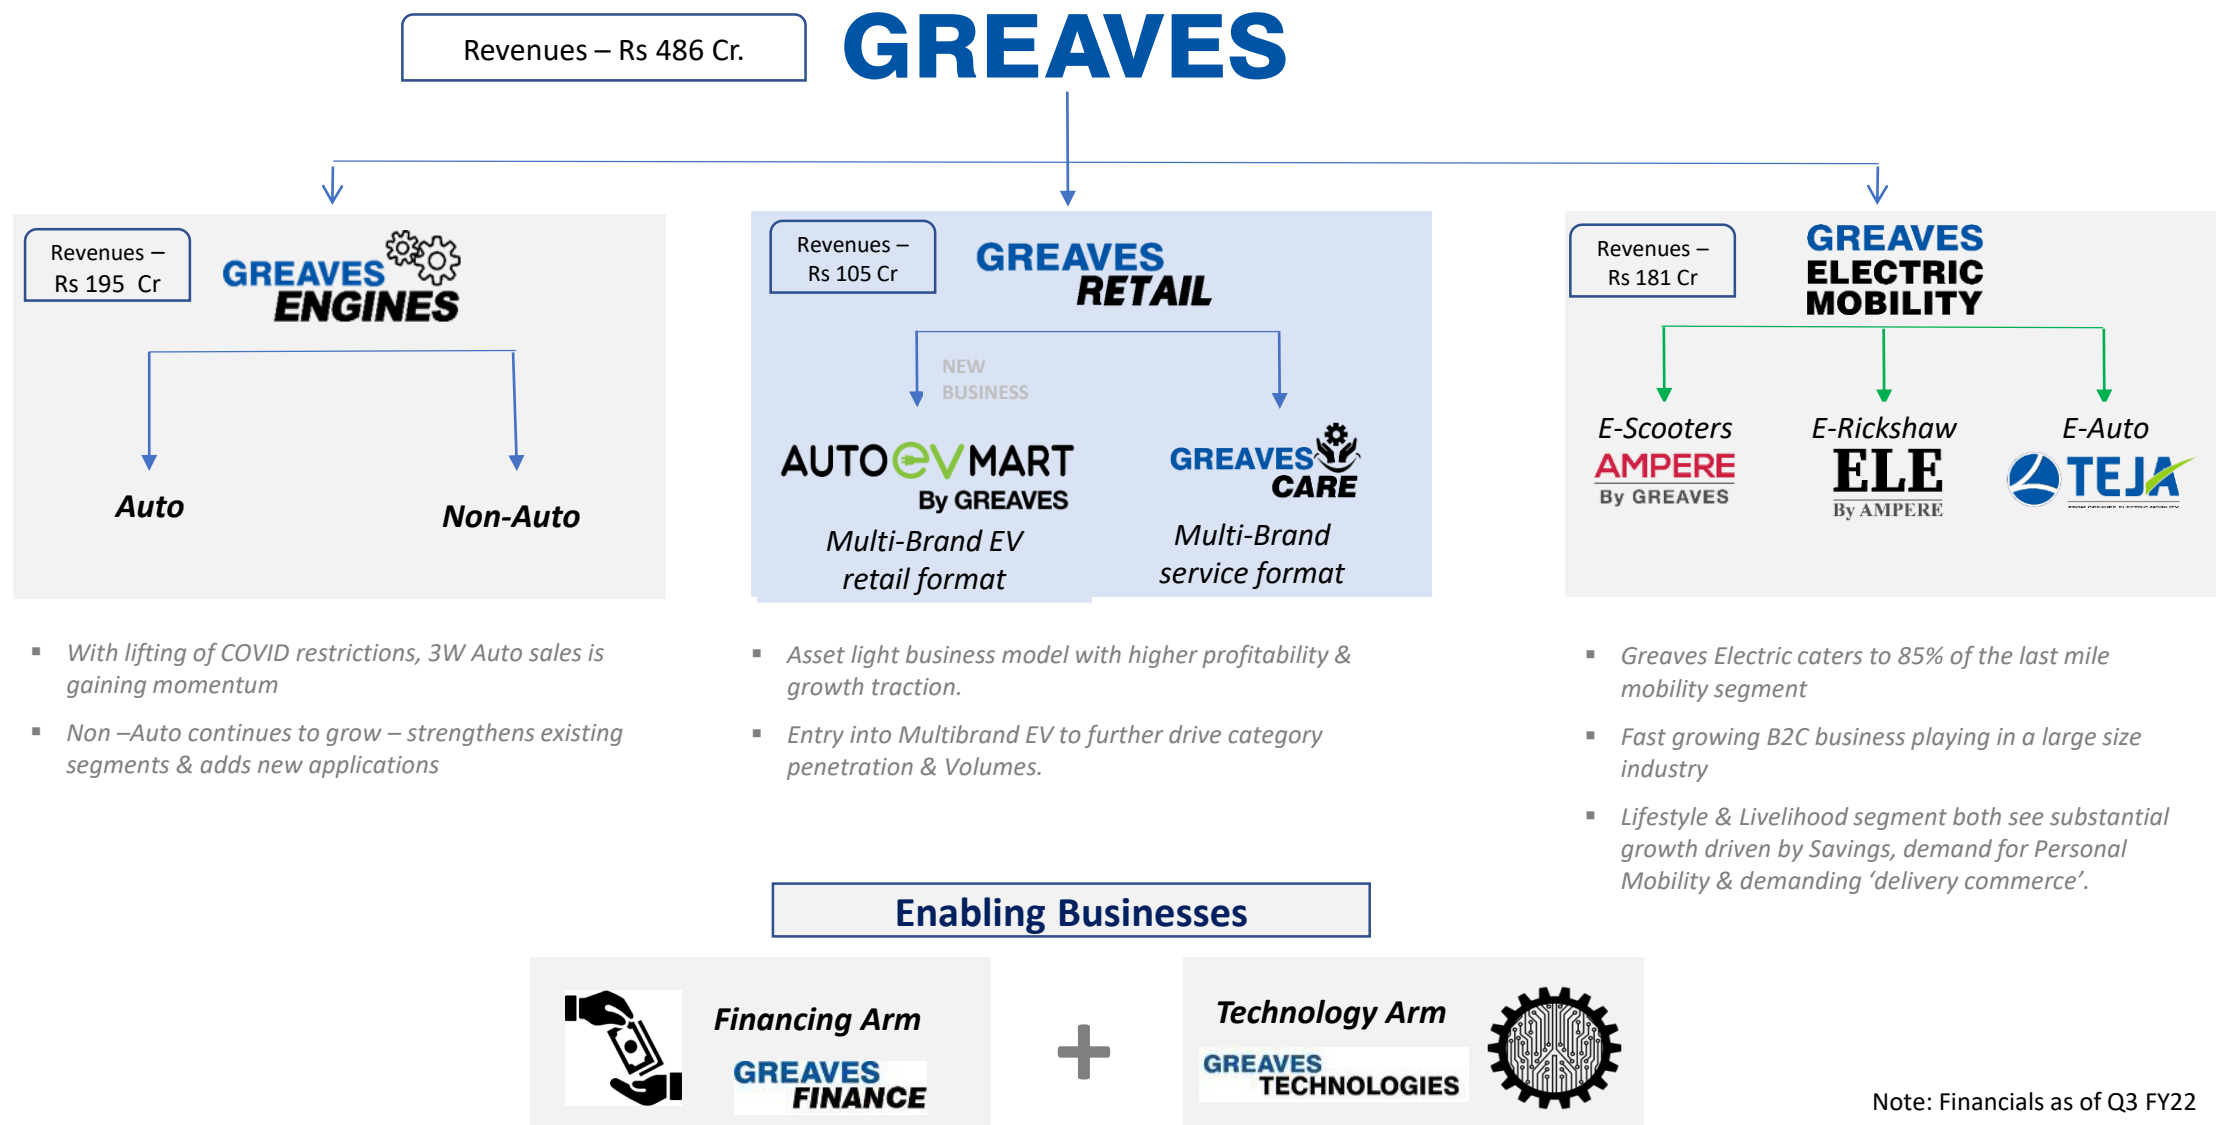 Revenues – Rs 486 Cr.
GREAVES
Revenues –
Rs 195 Cr
GREAVES
ENGINES
Auto
Non-Auto
Revenues –
Rs 105 Cr
GREAVES
RETAIL
NEW
BUSINESS
AUTO eV MART
By GREAVES
Multi-Brand EV
retail format
GREAVES
CARE
Multi-Brand
service format
Revenues –
Rs 181 Cr
GREAVES
ELECTRIC
MOBILITY
E-Scooters
AMPERE
By GREAVES
E-Rickshaw
ELE
By AMPERE
E-Auto
TEJA
FROM GREAVES ELECTRIC MOBILITY
▪ With lifting of COVID restrictions, 3W Auto sales is
gaining momentum
▪ Non –Auto continues to grow – strengthens existing
segments & adds new applications
▪ Asset light business model with higher profitability &
growth traction.
▪ Entry into Multibrand EV to further drive category
penetration & Volumes.
▪ Greaves Electric caters to 85% of the last mile
mobility segment
▪ Fast growing B2C business playing in a large size
industry
▪ Lifestyle & Livelihood segment both see substantial
growth driven by Savings, demand for Personal
Mobility & demanding ‘delivery commerce’.
Enabling Businesses
Financing Arm
GREAVES
FINANCE
+
Technology Arm
GREAVES
TECHNOLOGIES
Note: Financials as of Q3 FY22